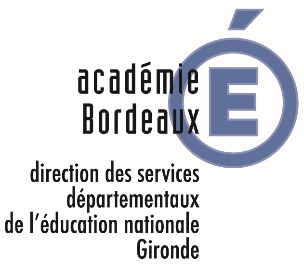 académie
Bordeaux
É
direction des services
départementaux
de l'éducation nationale
Gironde